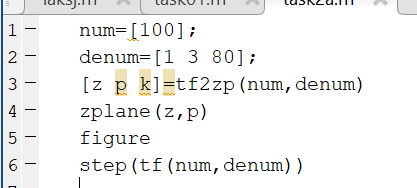 laksj.m task01.m task2a.m
1 num=[100];
2 denum=[1 3 80];
3 [z p k]=tf2zp(num,denum)
4 zplane(z,p)
5 figure
6 step(tf(num,denum))